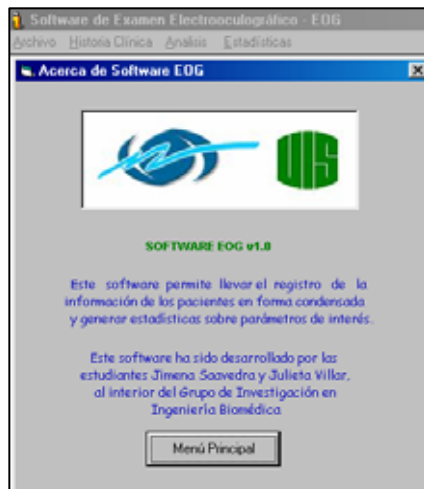 Software de Examen Electrooculográfico - EOG
Archivo Historia Clínica Analisis Estadísticas
Acerca de Software EOG
UIS
SOFTWARE EOG v1.0
Este software permite llevar el registro de la
información de los pacientes en forma condensada
y generar estadísticas sobre parámetros de interés.
Este software ha sido desarrollado por las
estudiantes Jimena Saavedra y Julieta Villar,
al interior del Grupo de Investigación en
Ingeniería Biomédica
Menú Principal